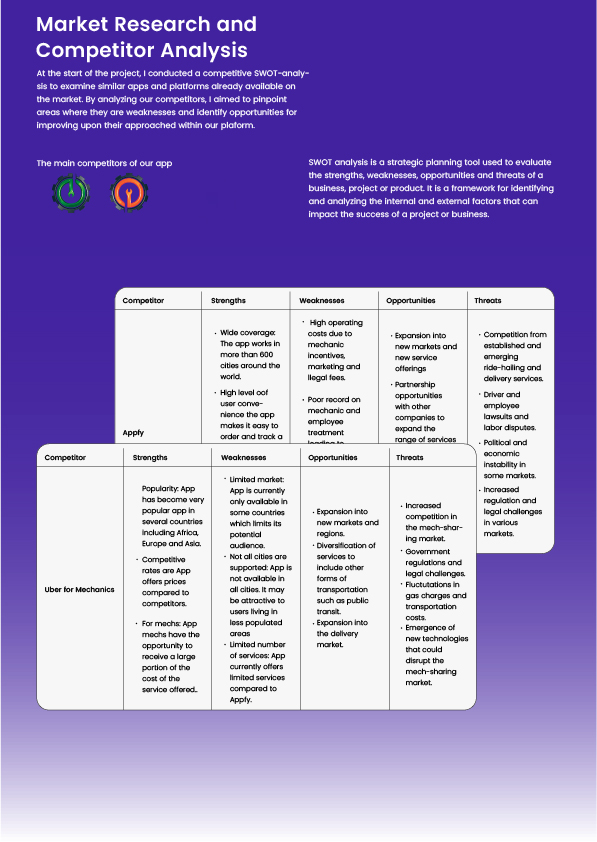 Market Research and
Competitor Analysis
At the start of the project, I conducted a competitive SWOT-analy-
sis to examine similar apps and platforms already available on
the market. By analyzing our competitors, I aimed to pinpoint
areas where they are weaknesses and identify opportunities for
improving upon their approached within our plaform.
The main competitors of our app
SWOT analysis is a strategic planning tool used to evaluate
the strengths, weaknesses, opportunities and threats of a
business, project or product. It is a framework for identifying
and analyzing the internal and external factors that can
impact the success of a project or business.
Competitor
Strengths
Weaknesses
Opportunities
Threats
Appfy
· Wide coverage:
The app works in
more than 600
cities around the
world.
· High level oof
user conve-
nience the app
makes it easy to
order and track a
· High operating
costs due to
mechanic
incentives,
marketing and
llegal fees.
· Poor record on
mechanic and
employee
treatment
leading to
· Expansion into
new markets and
new service
offerings
· Partnership
opportunities
with other
companies to
expand the
range of services
· Competition from
established and
emerging
ride-hailing and
delivery services.
· Driver and
employee
lawsuits and
labor disputes.
· Political and
economic
instability in
some markets.
· Increased
regulation and
legal challenges
in various
markets.
Competitor
Strengths
Weaknesses
Opportunities
Threats
Uber for Mechanics
Popularity: App
has become very
popular app in
several countries
including Africa,
Europe and Asia.
· Competitive
rates are App
offers prices
compared to
competitors.
· For mechs: App
mechs have the
opportunity to
receive a large
portion of the
cost of the
service offered..
· Limited market:
App is currently
only available in
some countries
which limits its
potential
audience.
· Not all cities are
supported: App is
not available in
all cities. It may
be attractive to
users living in
less populated
areas
· Limited number
of services: App
currently offers
limited services
compared to
Appfy.
· Expansion into
new markets and
regions.
· Diversification of
services to
include other
forms of
transportation
such as public
transit.
· Expansion into
the delivery
market.
· Increased
competition in
the mech-shar-
ing market.
· Government
regulations and
legal challenges.
· Fluctutations in
gas charges and
transportation
costs.
· Emergence of
new technologies
that could
disrupt the
mech-sharing
market.